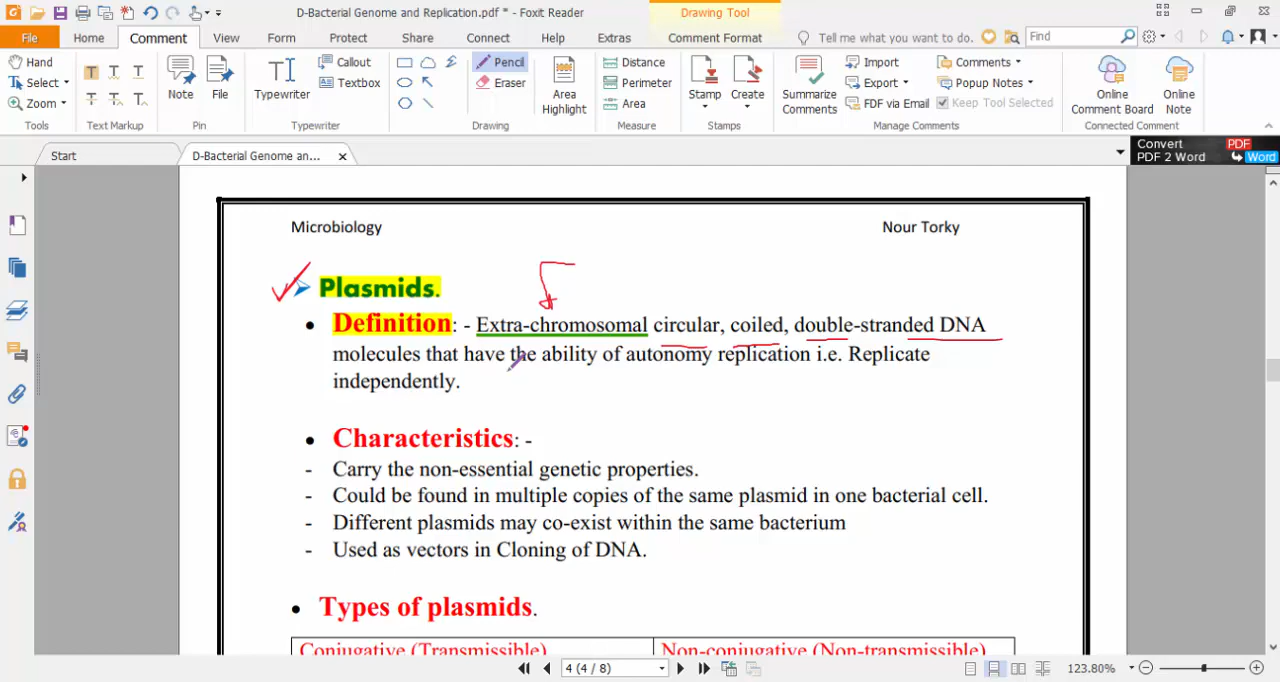 D-Bacterial Genome and Replication.pdf * - Foxit Reader
Drawing Tool
File Home Comment View Form Protect Share Connect Help Extras Comment Format Tell me what you want to do. Find
Hand
Select
Zoom
Tools
Text Markup
Note
File
Pin
Typewriter
Callout
Textbox
Typewriter
Pencil
Eraser
Area Highlight
Drawing
Distance
Perimeter
Area
Measure
Stamp
Create
Stamps
Summarize Comments
Import
Export
FDF via Email
Comments
Popup Notes
Keep Tool Selected
Manage Comments
Online Comment Board
Online Note
Connected Comment
Start
D-Bacterial Genome an...
Convert PDF
PDF 2 Word Word
Microbiology Nour Torky
Plasmids.
• Definition: - Extra-chromosomal circular, coiled, double-stranded DNA
molecules that have the ability of autonomy replication i.e. Replicate
independently.
• Characteristics: -
- Carry the non-essential genetic properties.
- Could be found in multiple copies of the same plasmid in one bacterial cell.
- Different plasmids may co-exist within the same bacterium
- Used as vectors in Cloning of DNA.
• Types of plasmids.
Conjugative (Transmissible) Non-conjugative (Non-transmissible)
4 (4 / 8)
123.80%